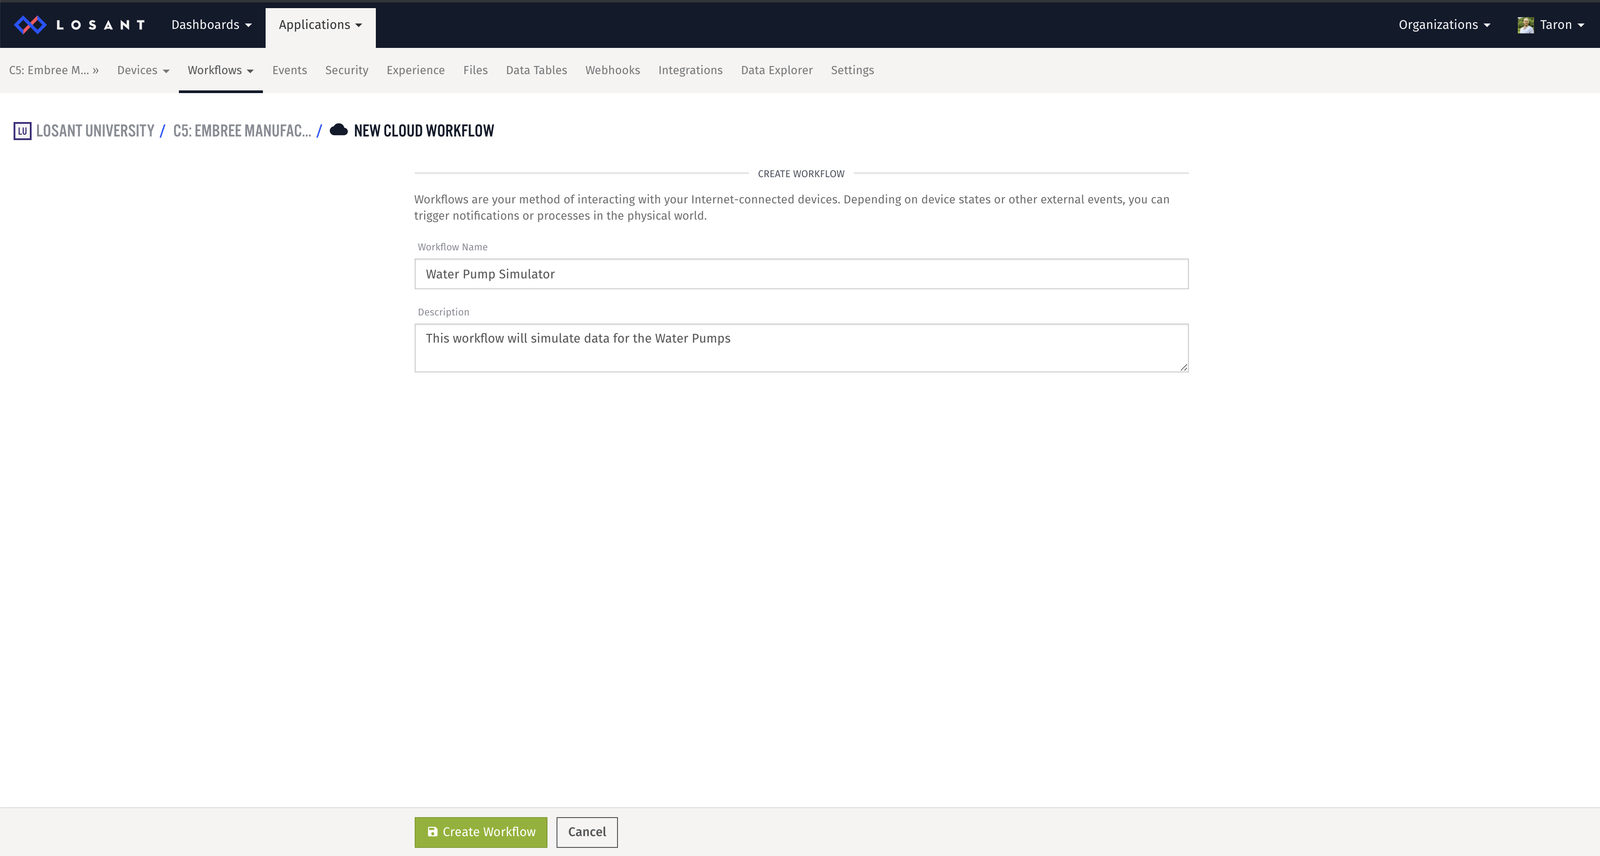 LOSANT Dashboards Applications Organizations Taron
C5: Embree M... » Devices Workflows Events Security Experience Files Data Tables Webhooks Integrations Data Explorer Settings
LU LOSANT UNIVERSITY / C5: EMBREE MANUFAC... / NEW CLOUD WORKFLOW
CREATE WORKFLOW
Workflows are your method of interacting with your Internet-connected devices. Depending on device states or other external events, you can
trigger notifications or processes in the physical world.
Workflow Name
Water Pump Simulator
Description
This workflow will simulate data for the Water Pumps
Create Workflow Cancel